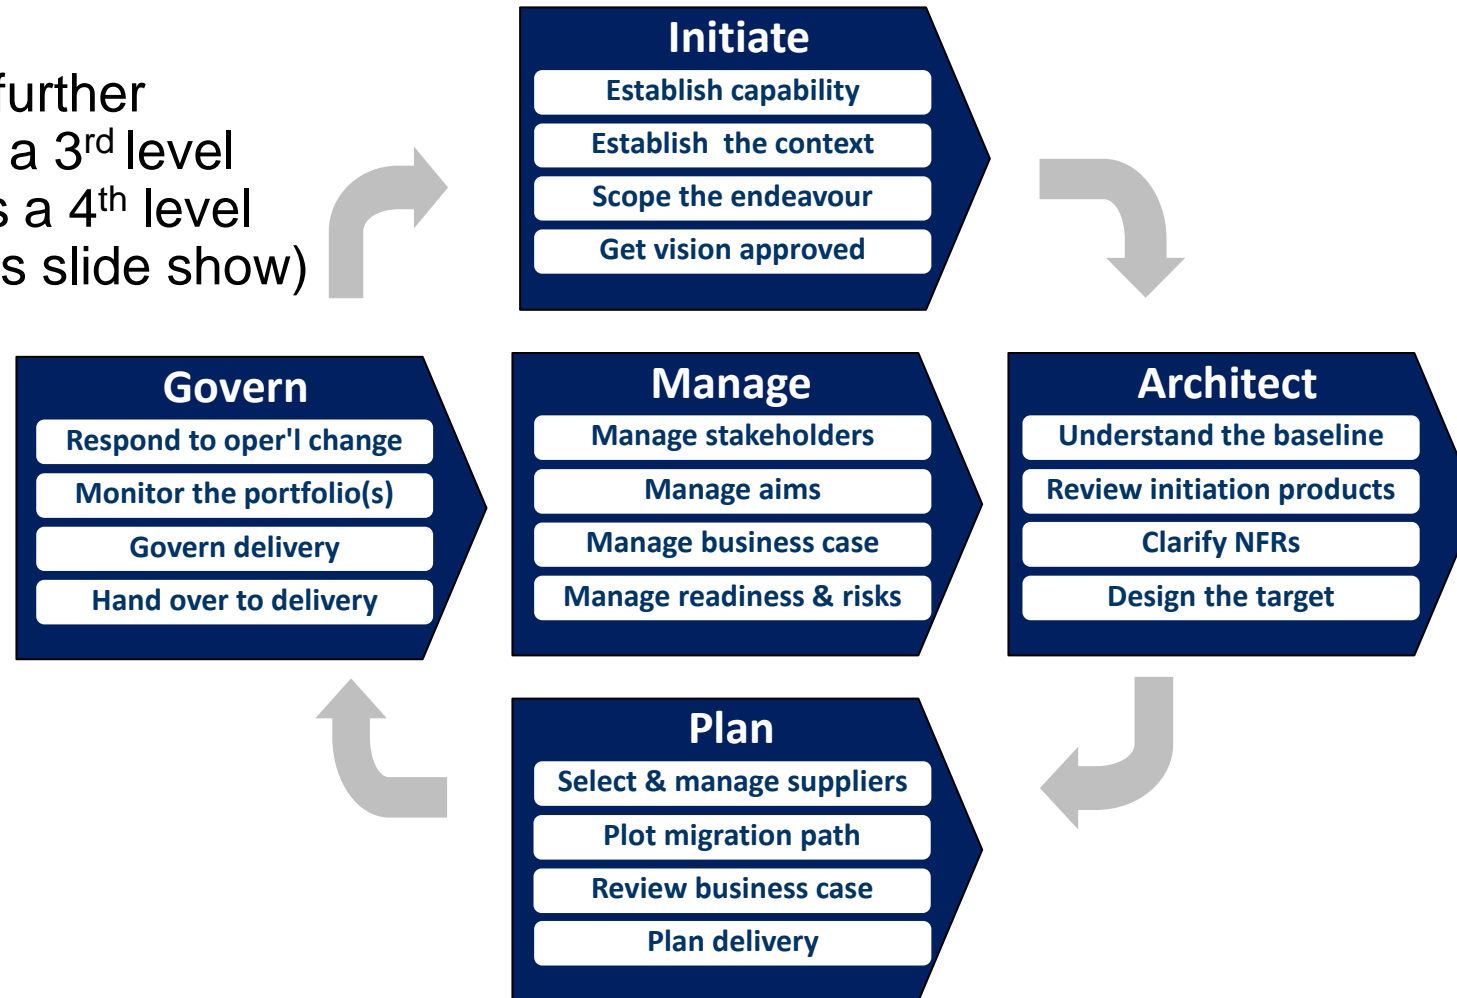 further
a 3rd level
s a 4th level
s slide show)
Initiate
Establish capability
Establish the context
Scope the endeavour
Get vision approved
Govern
Respond to oper'l change
Monitor the portfolio(s)
Govern delivery
Hand over to delivery
Manage
Manage stakeholders
Manage aims
Manage business case
Manage readiness & risks
Architect
Understand the baseline
Review initiation products
Clarify NFRs
Design the target
Plan
Select & manage suppliers
Plot migration path
Review business case
Plan delivery